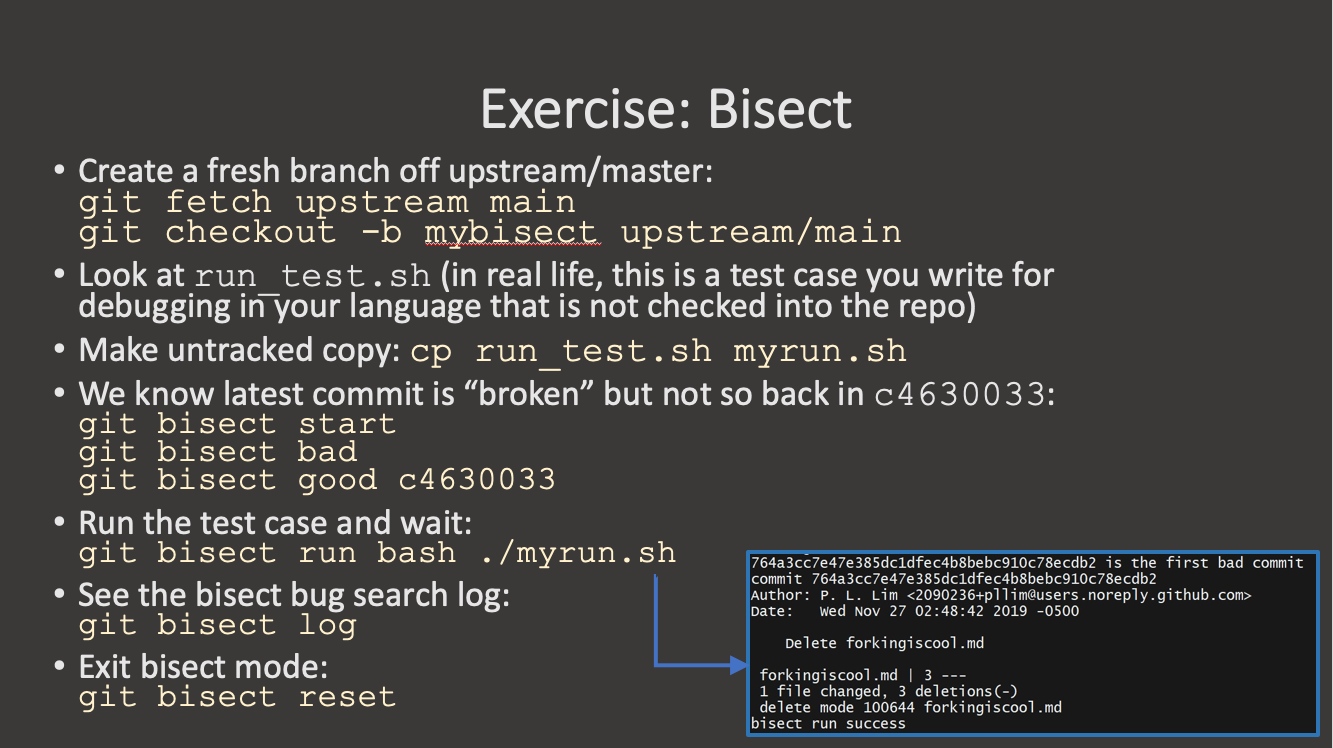 Exercise: Bisect
• Create a fresh branch off upstream/master:
git fetch upstream main
git checkout -b mybisect upstream/main
• Look at run_test.sh (in real life, this is a test case you write for
debugging in your language that is not checked into the repo)
• Make untracked copy: cp run_test.sh myrun.sh
• We know latest commit is “broken” but not so back in c4630033:
git bisect start
git bisect bad
git bisect good c4630033
• Run the test case and wait:
git bisect run bash ./myrun.sh
• See the bisect bug search log:
git bisect log
• Exit bisect mode:
git bisect reset
764a3cc7e47e385dc1dfec4b8bebc910c78ecdb2 is the first bad commit
commit 764a3cc7e47e385dc1dfec4b8bebc910c78ecdb2
Author: P. L. Lim <2090236+pllim@users.noreply.github.com>
Date:   Wed Nov 27 02:48:42 2019 -0500
Delete forkingiscool.md
forkingiscool.md | 3 ---
1 file changed, 3 deletions(-)
delete mode 100644 forkingiscool.md
bisect run success